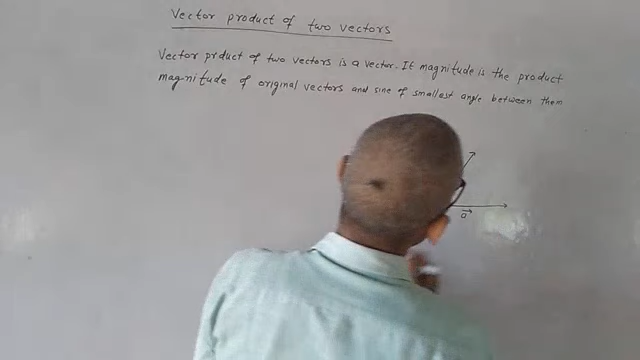 Vector product of two vectors
Vector prduct of two vectors is a vector. It magnitude is the product
magnitude of original vectors and sine of smallest angle between them
a